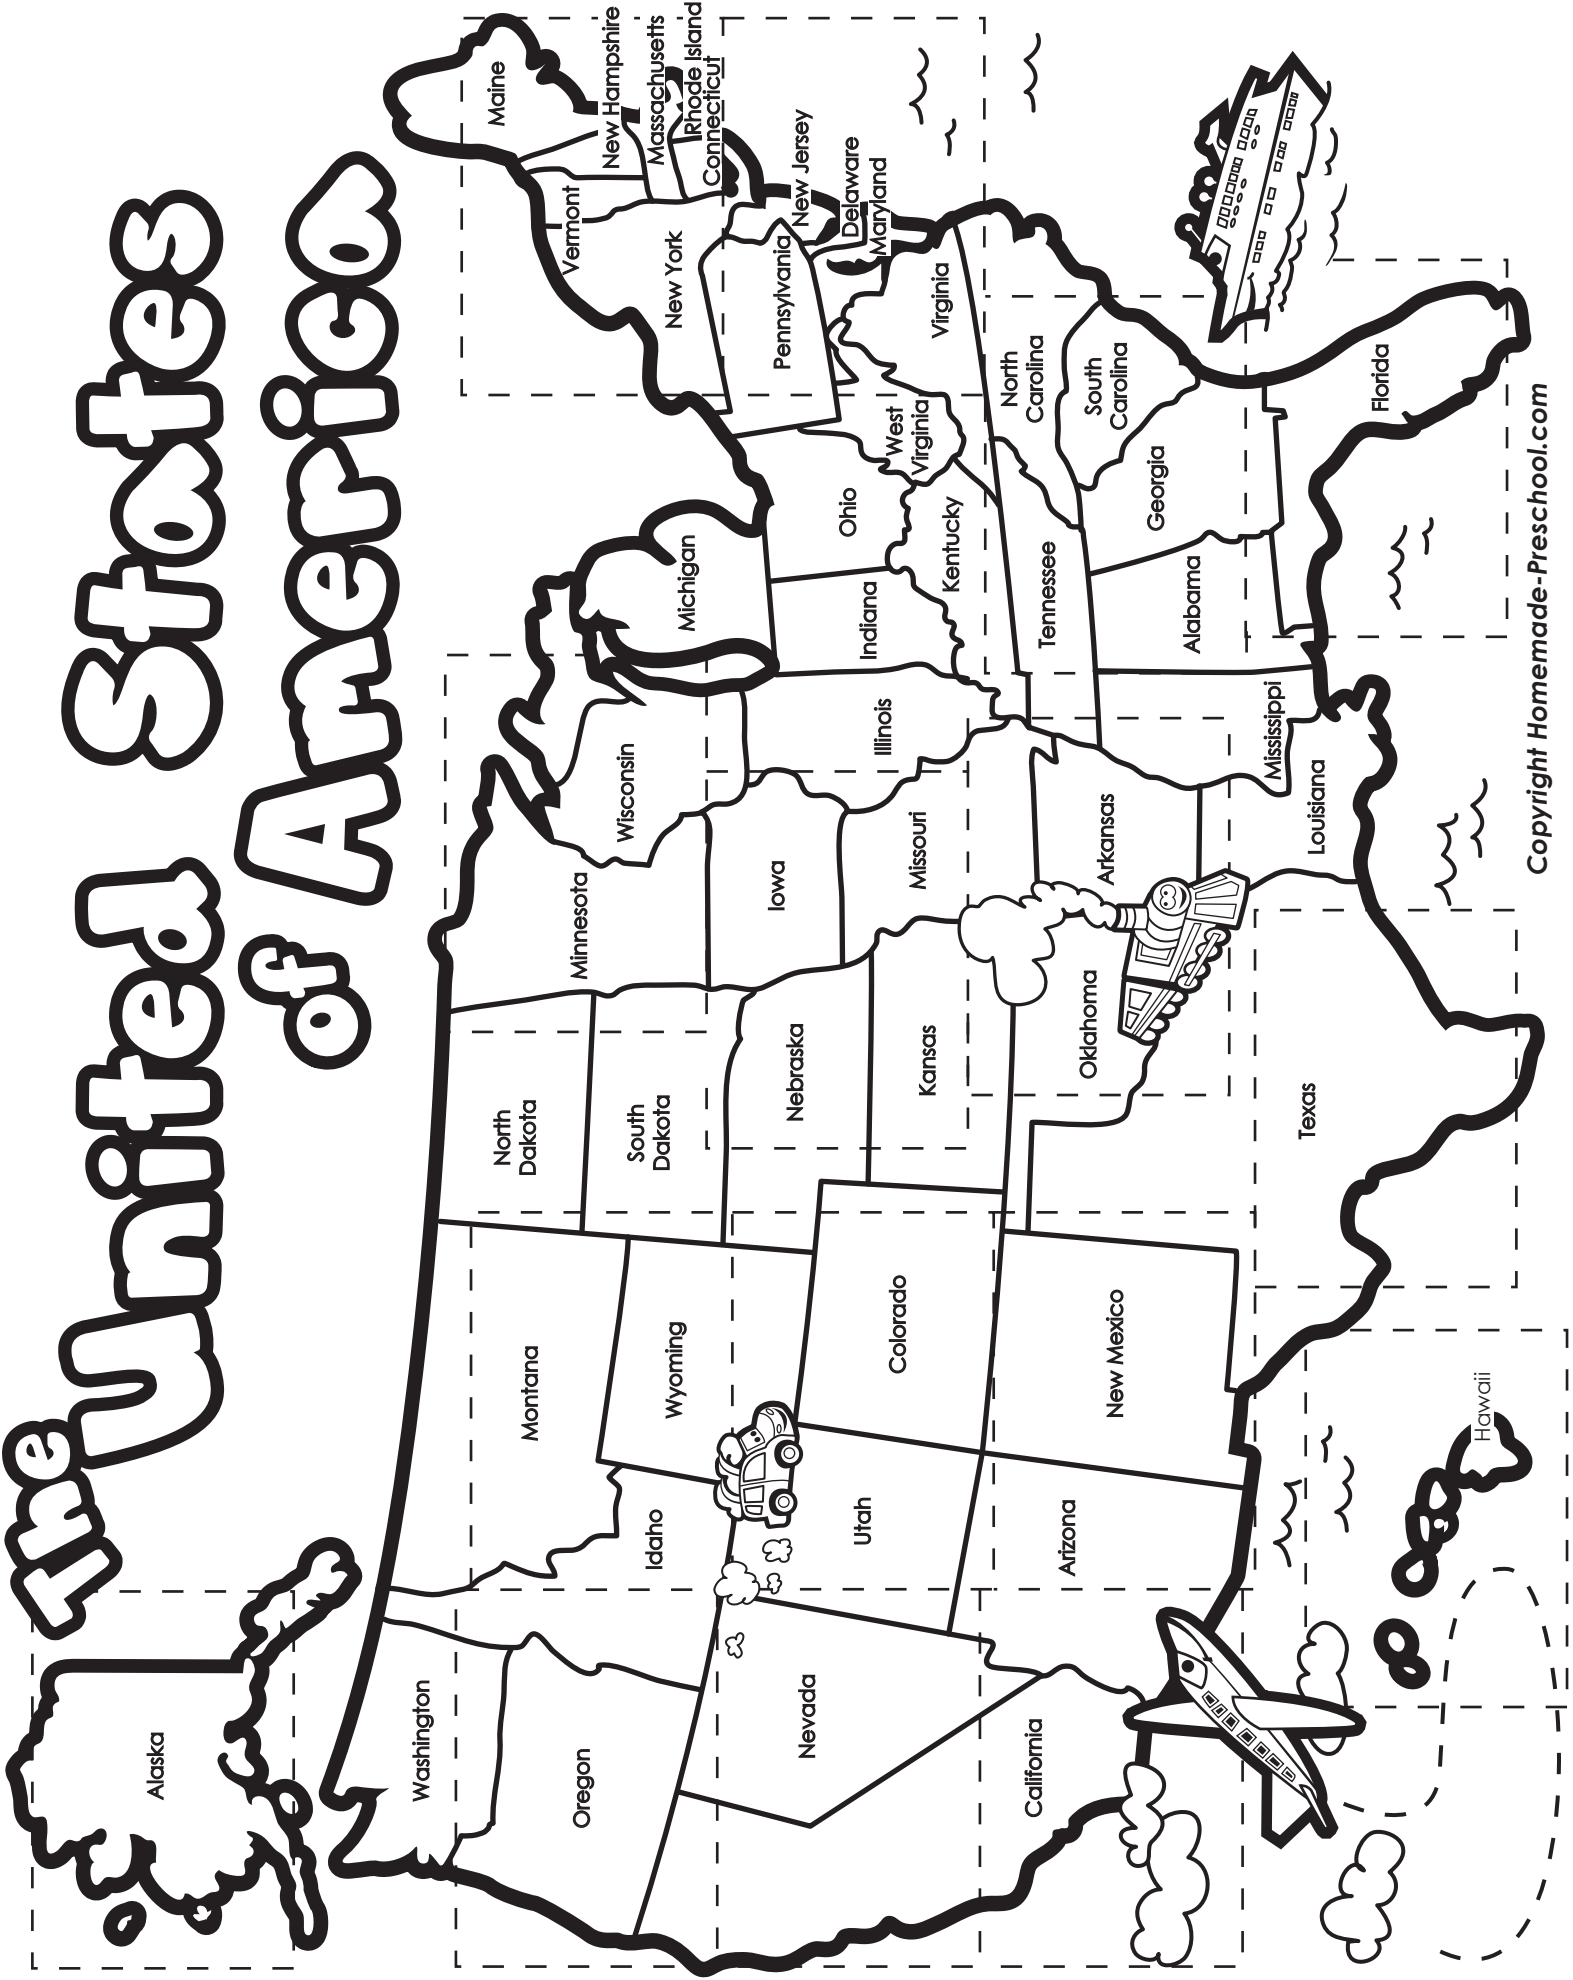 The United States
of America
Alaska
Washington
Oregon
California
Nevada
Idaho
Montana
Wyoming
Utah
Arizona
Colorado
New Mexico
North
Dakota
South
Dakota
Nebraska
Kansas
Oklahoma
Texas
Minnesota
Iowa
Missouri
Arkansas
Louisiana
Wisconsin
Illinois
Mississippi
Michigan
Indiana
Ohio
Kentucky
Tennessee
Alabama
Georgia
Florida
North
Carolina
South
Carolina
West
Virginia
Virginia
Pennsylvania
New York
Vermont
Maine
New Hampshire
Massachusetts
Rhode Island
Connecticut
New Jersey
Delaware
Maryland
Hawaii
Copyright Homemade-Preschool.com